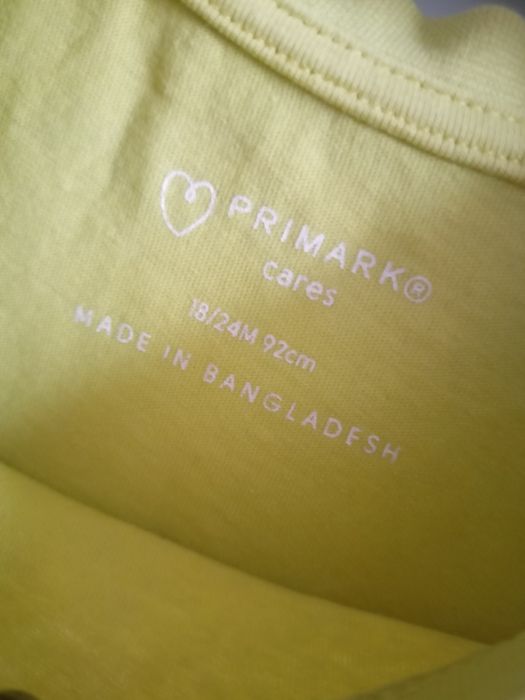 PRIMARK®
cares
18/24M 92cm
MADE IN BANGLADESH